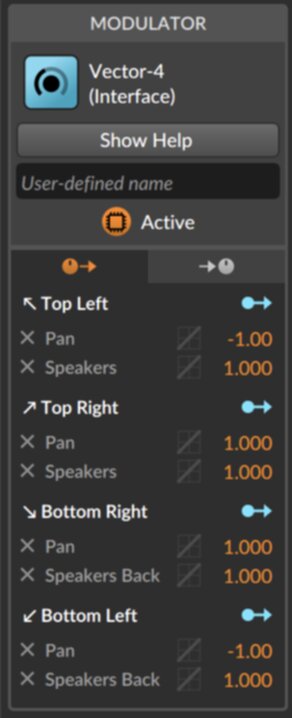 MODULATOR
Vector-4
(Interface)
Show Help
User-defined name
Active
Top Left
Pan -1.00
Speakers 1.000
Top Right
Pan 1.000
Speakers 1.000
Bottom Right
Pan 1.000
Speakers Back 1.000
Bottom Left
Pan -1.00
Speakers Back 1.000